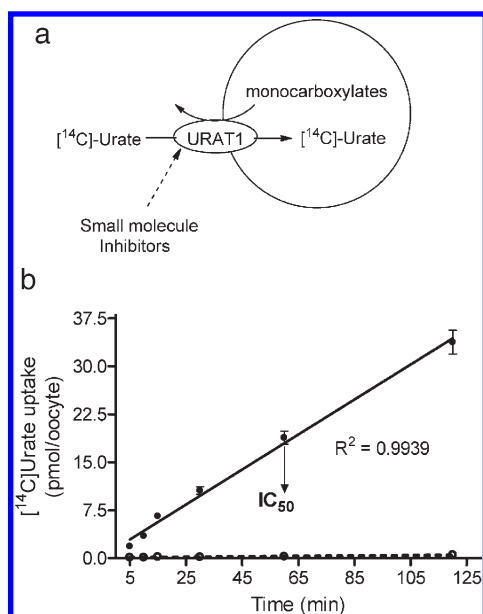 a
monocarboxylates
[¹⁴C]-Urate
URAT1
[¹⁴C]-Urate
Small molecule
Inhibitors
b
[¹⁴C]Urate uptake
(pmol/oocyte)
37.5
30.0
22.5
15.0
7.5
0.0
R² = 0.9939
IC₅₀
5 25 45 65 85 105 125
Time (min)